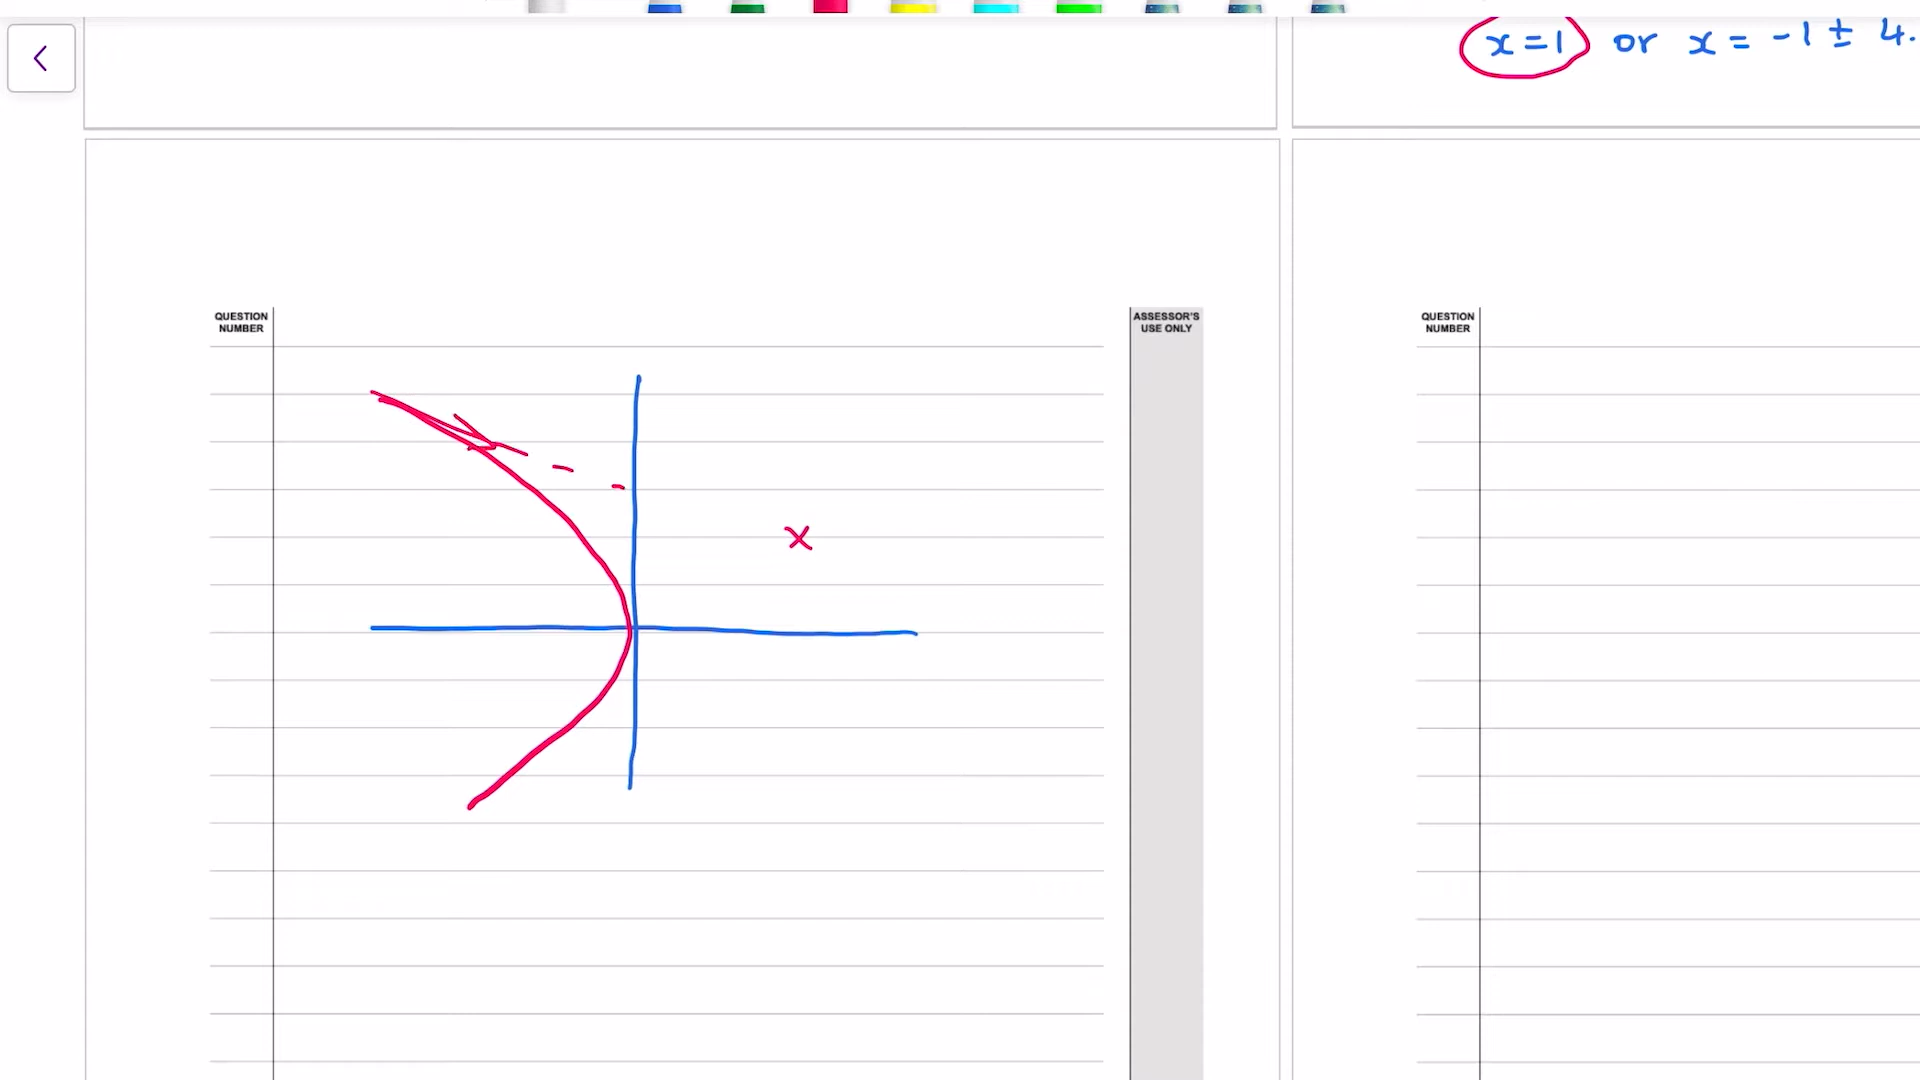 x = 1 or x = -1 ± 4.
QUESTION
NUMBER
ASSESSOR'S
USE ONLY
QUESTION
NUMBER
x